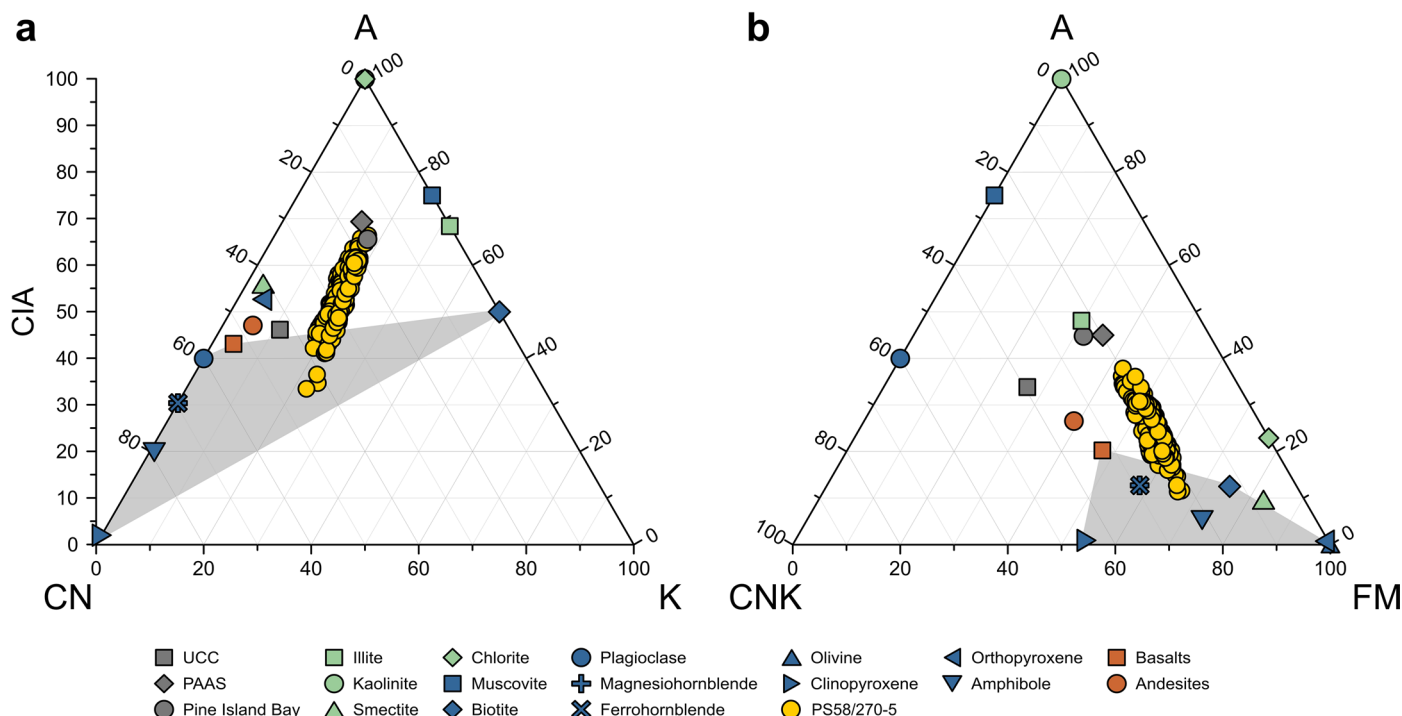 a
b
A
A
0
100
0
100
100
90
80
70
60
50
40
30
20
10
0
CIA
20
40
60
80
80
60
40
20
0
20
40
60
80
100
80
60
40
20
0
0
20
40
60
80
100
0
20
40
60
80
100
CN
K
CNK
FM
UCC
Illite
Chlorite
Plagioclase
Olivine
Orthopyroxene
Basalts
PAAS
Kaolinite
Muscovite
Magnesiohornblende
Clinopyroxene
Amphibole
Andesites
Pine Island Bay
Smectite
Biotite
Ferrohornblende
PS58/270-5